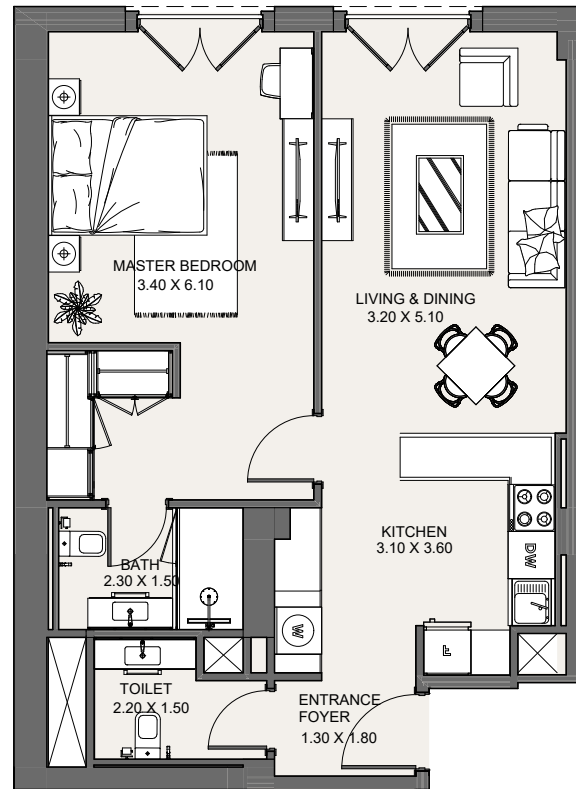 MASTER BEDROOM
3.40 X 6.10
LIVING & DINING
3.20 X 5.10
KITCHEN
3.10 X 3.60
DW
BATH
2.30 X 1.50
W
F
TOILET
2.20 X 1.50
ENTRANCE
FOYER
1.30 X 1.80